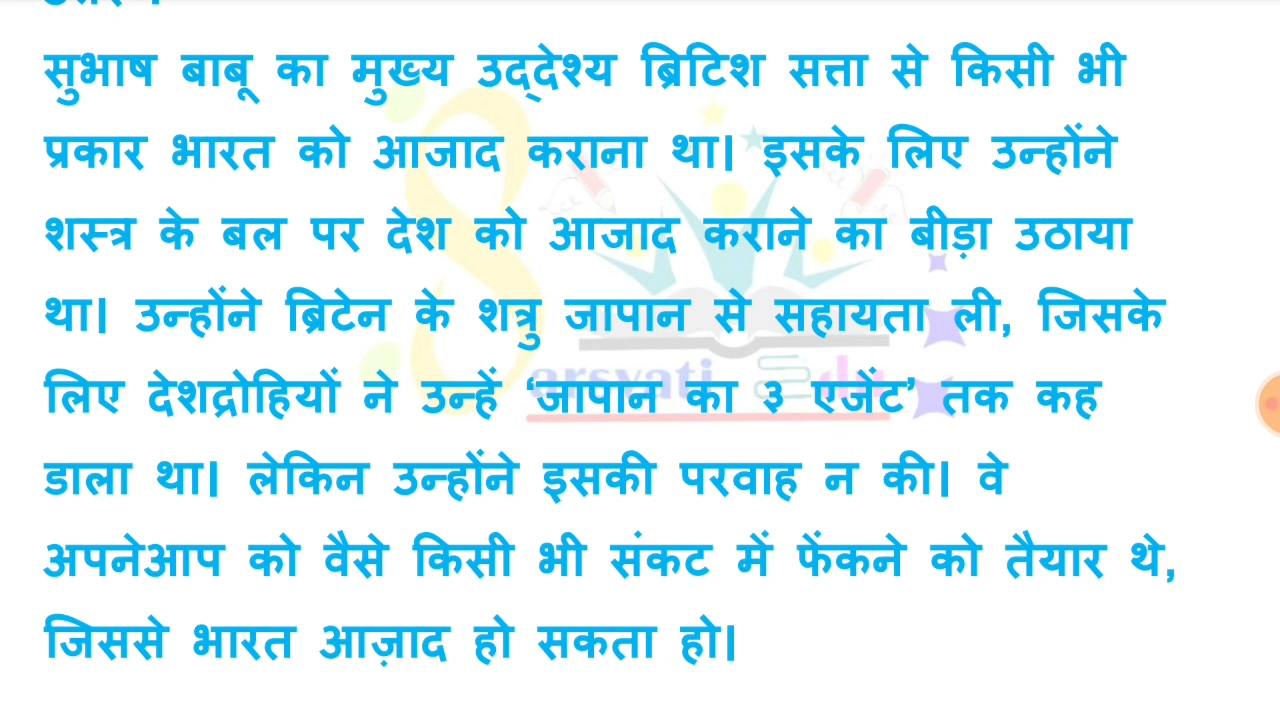 सुभाष बाबू का मुख्य उद्‌देश्य ब्रिटिश सत्ता से किसी भी
प्रकार भारत को आजाद कराना था। इसके लिए उन्होंने
शस्त्र के बल पर देश को आजाद कराने का बीड़ा उठाया
था। उन्होंने ब्रिटेन के शत्रु जापान से सहायता ली, जिसके
लिए देशद्रोहियों ने उन्हें ‘जापान का ३ एजेंट’ तक कह
डाला था। लेकिन उन्होंने इसकी परवाह न की। वे
अपनेआप को वैसे किसी भी संकट में फेंकने को तैयार थे,
जिससे भारत आज़ाद हो सकता हो।